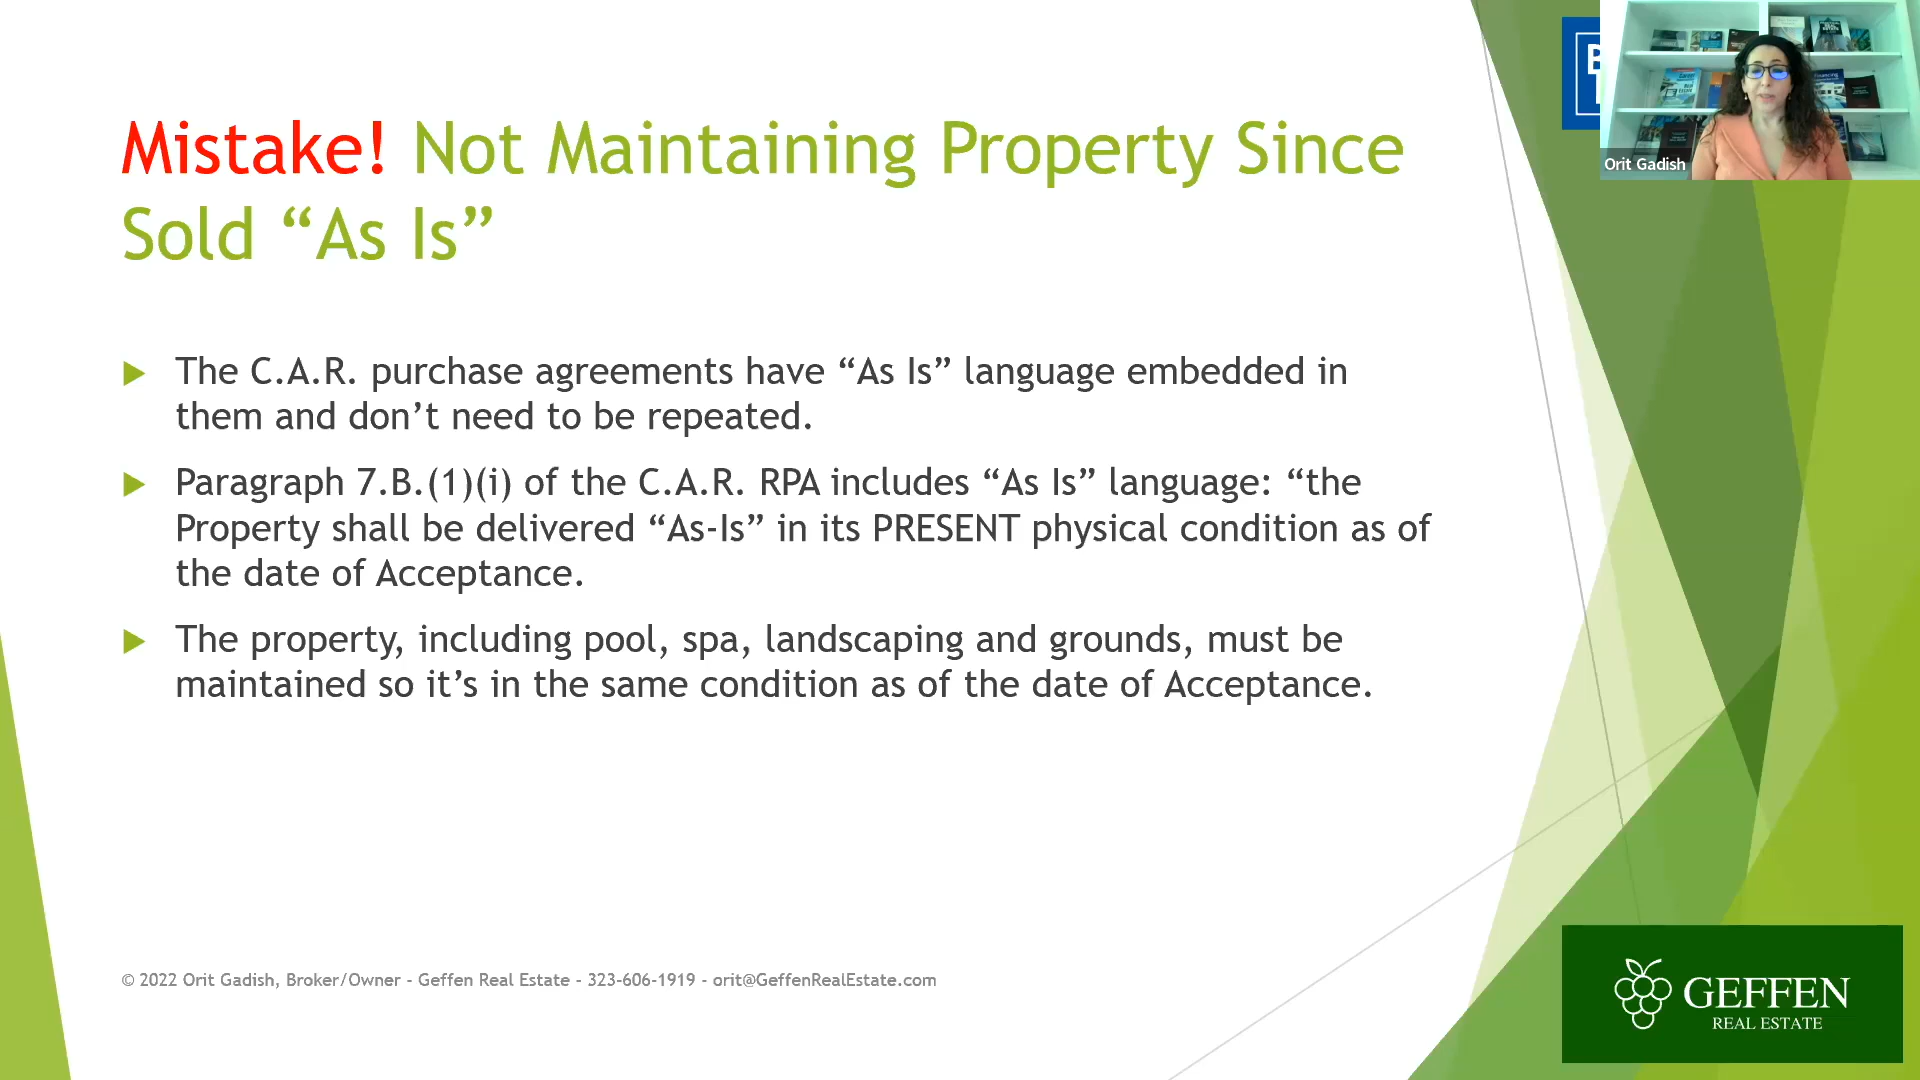 Mistake! Not Maintaining Property Since
Sold “As Is”
The C.A.R. purchase agreements have “As Is” language embedded in
them and don’t need to be repeated.
Paragraph 7.B.(1)(i) of the C.A.R. RPA includes “As Is” language: “the
Property shall be delivered “As-Is” in its PRESENT physical condition as of
the date of Acceptance.
The property, including pool, spa, landscaping and grounds, must be
maintained so it’s in the same condition as of the date of Acceptance.
© 2022 Orit Gadish, Broker/Owner - Geffen Real Estate - 323-606-1919 - orit@GeffenRealEstate.com
Orit Gadish
GEFFEN
REAL ESTATE